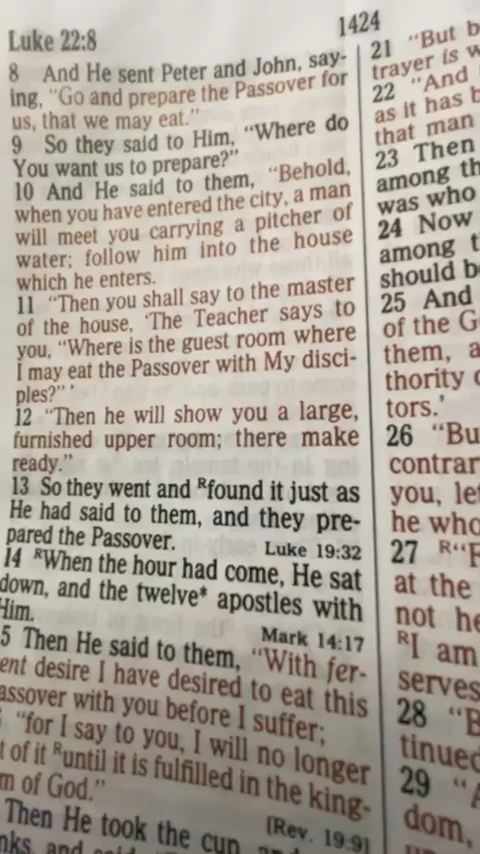 Luke 22:8
1424
8 And He sent Peter and John, say-
ing, "Go and prepare the Passover for
us, that we may eat."
9 So they said to Him, "Where do
You want us to prepare?"
10 And He said to them, "Behold,
when you have entered the city, a man
will meet you carrying a pitcher of
water; follow him into the house
which he enters.
11 "Then you shall say to the master
of the house, 'The Teacher says to
you, "Where is the guest room where
I may eat the Passover with My disci-
ples?" '
12 "Then he will show you a large,
furnished upper room; there make
ready."
13 So they went and ᴿfound it just as
He had said to them, and they pre-
pared the Passover. Luke 19:32
14 ᴿWhen the hour had come, He sat
down, and the twelve* apostles with
Him. Mark 14:17
5 Then He said to them, "With fer-
ent desire I have desired to eat this
assover with you before I suffer;
"for I say to you, I will no longer
t of it ᴿuntil it is fulfilled in the king-
m of God."
[Rev. 19:9]
Then He took the cup, and
nks, and said
21 "But b
trayer is w
22 "And
as it has b
that man
23 Then
among th
was who
24 Now
among t
should b
25 And
of the G
them, a
thority o
tors.'
26 "Bu
contrar
you, let
he who
27 ᴿ"F
at the
not he
ᴿI am
serves
28 "B
tinued
29 "A
dom,